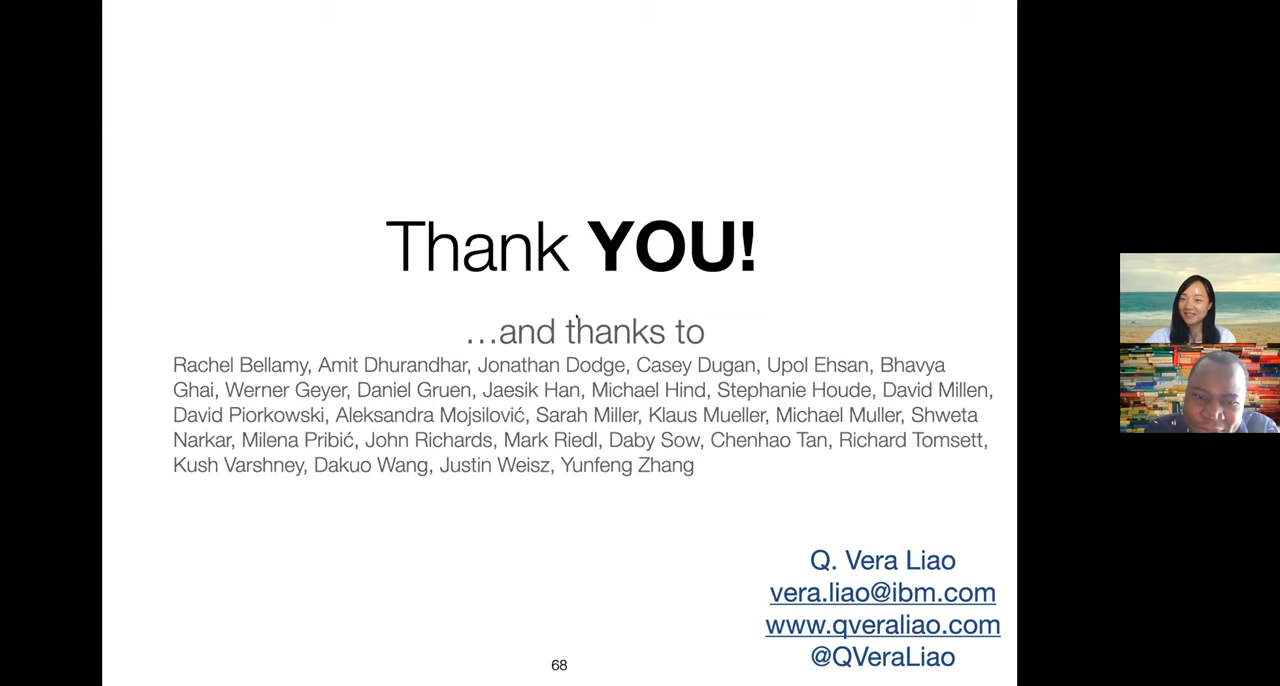 Thank YOU!
…and thanks to
Rachel Bellamy, Amit Dhurandhar, Jonathan Dodge, Casey Dugan, Upol Ehsan, Bhavya
Ghai, Werner Geyer, Daniel Gruen, Jaesik Han, Michael Hind, Stephanie Houde, David Millen,
David Piorkowski, Aleksandra Mojsilović, Sarah Miller, Klaus Mueller, Michael Muller, Shweta
Narkar, Milena Pribić, John Richards, Mark Riedl, Daby Sow, Chenhao Tan, Richard Tomsett,
Kush Varshney, Dakuo Wang, Justin Weisz, Yunfeng Zhang
Q. Vera Liao
vera.liao@ibm.com
www.qveraliao.com
@QVeraLiao
68